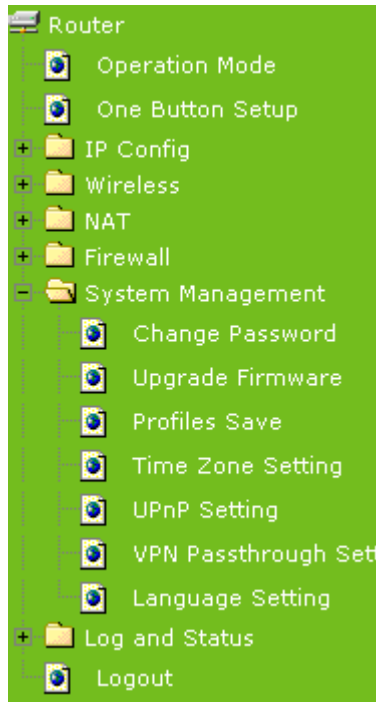 Router
Operation Mode
One Button Setup
IP Config
Wireless
NAT
Firewall
System Management
Change Password
Upgrade Firmware
Profiles Save
Time Zone Setting
UPnP Setting
VPN Passthrough Sett
Language Setting
Log and Status
Logout